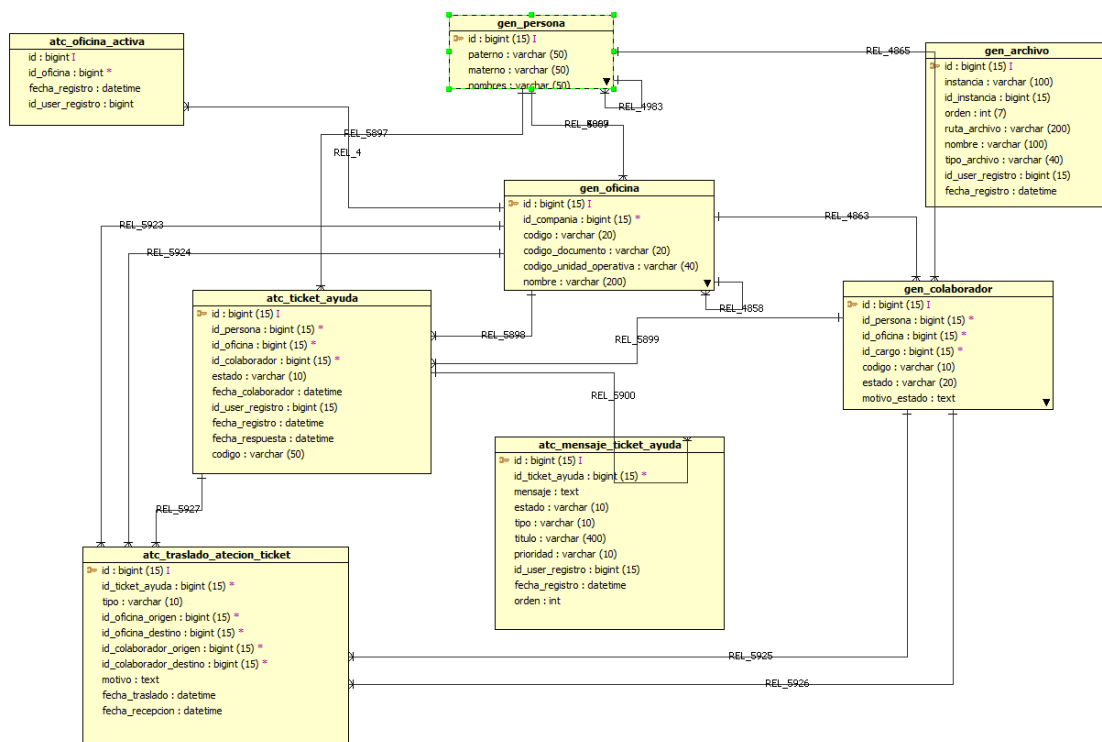 gen_persona
id : bigint (15) I
paterno : varchar (50)
materno : varchar (50)
nombres : varchar (50)
atc_oficina_activa
id : bigint I
id_oficina : bigint *
fecha_registro : datetime
id_user_registro : bigint
gen_archivo
id : bigint (15) I
instancia : varchar (100)
id_instancia : bigint (15)
orden : int (7)
ruta_archivo : varchar (200)
nombre : varchar (100)
tipo_archivo : varchar (40)
id_user_registro : bigint (15)
fecha_registro : datetime
REL_4865
REL_4983
REL_5897
REL_4
gen_oficina
id : bigint (15) I
id_compania : bigint (15) *
codigo : varchar (20)
codigo_documento : varchar (20)
codigo_unidad_operativa : varchar (40)
nombre : varchar (200)
REL_4863
REL_5923
REL_5924
REL_4858
gen_colaborador
id : bigint (15) I
id_persona : bigint (15) *
id_oficina : bigint (15) *
id_cargo : bigint (15) *
codigo : varchar (10)
estado : varchar (20)
motivo_estado : text
atc_ticket_ayuda
id : bigint (15) I
id_persona : bigint (15) *
id_oficina : bigint (15) *
id_colaborador : bigint (15) *
estado : varchar (10)
fecha_colaborador : datetime
id_user_registro : bigint (15)
fecha_registro : datetime
fecha_respuesta : datetime
codigo : varchar (50)
REL_5898
REL_5899
REL_5900
atc_mensaje_ticket_ayuda
id : bigint (15) I
id_ticket_ayuda : bigint (15) *
mensaje : text
estado : varchar (10)
tipo : varchar (10)
titulo : varchar (400)
prioridad : varchar (10)
id_user_registro : bigint (15)
fecha_registro : datetime
orden : int
REL_5927
atc_traslado_atecion_ticket
id : bigint (15) I
id_ticket_ayuda : bigint (15) *
tipo : varchar (10)
id_oficina_origen : bigint (15) *
id_oficina_destino : bigint (15) *
id_colaborador_origen : bigint (15) *
id_colaborador_destino : bigint (15) *
motivo : text
fecha_traslado : datetime
fecha_recepcion : datetime
REL_5925
REL_5926